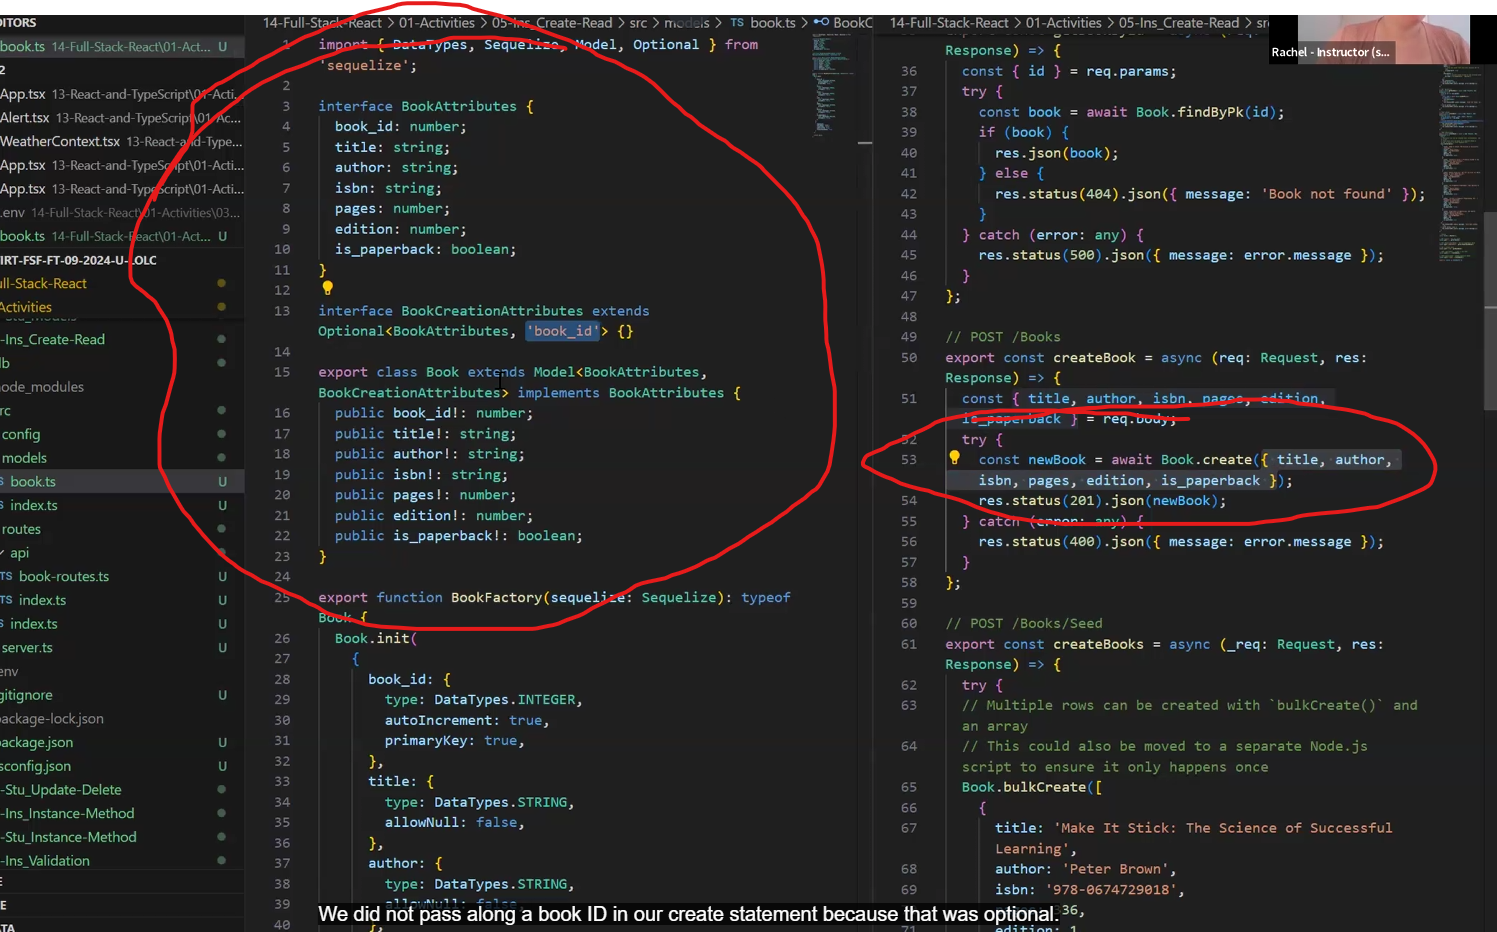 DITORS
book.ts 14-Full-Stack-React\01-Act... U
2
App.tsx 13-React-and-TypeScript\01-Acti...
Alert.tsx 13-React-and-TypeScript\01-Ac...
WeatherContext.tsx 13-React-and-Type...
App.tsx 13-React-and-TypeScript\01-Acti...
App.tsx 13-React-and-TypeScript\01-Acti...
.env 14-Full-Stack-React\01-Activities\03...
book.ts 14-Full-Stack-React\01-Act... U
IRT-FSF-FT-09-2024-U-LOLC
ull-Stack-React
Activities
-Ins_Create-Read
lb
node_modules
rc
config
models
book.ts U
index.ts U
routes
api
TS book-routes.ts U
TS index.ts U
index.ts U
server.ts U
env
gitignore U
package-lock.json
package.json U
sconfig.json U
-Stu_Update-Delete
-Ins_Instance-Method
-Stu_Instance-Method
-Ins_Validation
E
E
ATA
14-Full-Stack-React > 01-Activities > 05-Ins_Create-Read > src > models > TS book.ts > BookC
1 import { DataTypes, Sequelize, Model, Optional } from
'sequelize';
2
3 interface BookAttributes {
4 book_id: number;
5 title: string;
6 author: string;
7 isbn: string;
8 pages: number;
9 edition: number;
10 is_paperback: boolean;
11 }
12
13 interface BookCreationAttributes extends
Optional<BookAttributes, 'book_id'> {}
14
15 export class Book extends Model<BookAttributes,
BookCreationAttributes> implements BookAttributes {
16 public book_id!: number;
17 public title!: string;
18 public author!: string;
19 public isbn!: string;
20 public pages!: number;
21 public edition!: number;
22 public is_paperback!: boolean;
23 }
24
25 export function BookFactory(sequelize: Sequelize): typeof
Book {
26 Book.init(
27 {
28 book_id: {
29 type: DataTypes.INTEGER,
30 autoIncrement: true,
31 primaryKey: true,
32 },
33 title: {
34 type: DataTypes.STRING,
35 allowNull: false,
36 },
37 author: {
38 type: DataTypes.STRING,
39 allowNull: false,
40 },
14-Full-Stack-React > 01-Activities > 05-Ins_Create-Read > src
Rachel - Instructor (s...
Response) => {
36 const { id } = req.params;
37 try {
38 const book = await Book.findByPk(id);
39 if (book) {
40 res.json(book);
41 } else {
42 res.status(404).json({ message: 'Book not found' });
43 }
44 } catch (error: any) {
45 res.status(500).json({ message: error.message });
46 }
47 };
48
49 // POST /Books
50 export const createBook = async (req: Request, res:
Response) => {
51 const { title, author, isbn, pages, edition,
is_paperback } = req.body;
52 try {
53 const newBook = await Book.create({ title, author,
isbn, pages, edition, is_paperback });
54 res.status(201).json(newBook);
55 } catch (error: any) {
56 res.status(400).json({ message: error.message });
57 }
58 };
59
60 // POST /Books/Seed
61 export const createBooks = async (_req: Request, res:
Response) => {
62 try {
63 // Multiple rows can be created with `bulkCreate()` and
an array
64 // This could also be moved to a separate Node.js
script to ensure it only happens once
65 Book.bulkCreate([
66 {
67 title: 'Make It Stick: The Science of Successful
Learning',
68 author: 'Peter Brown',
69 isbn: '978-0674729018',
336,
71 edition: 1,
We did not pass along a book ID in our create statement because that was optional.